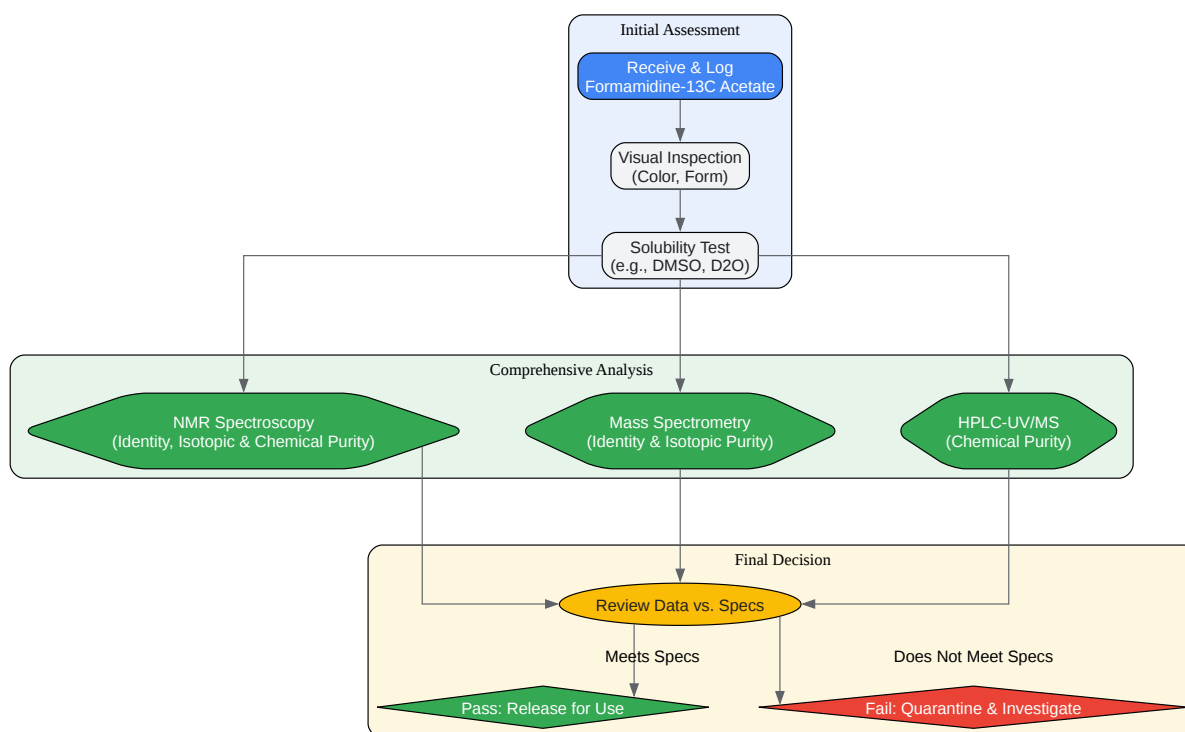 Initial Assessment
Receive & Log
Formamidine-13C Acetate
Visual Inspection
(Color, Form)
Solubility Test
(e.g., DMSO, D2O)
Comprehensive Analysis
NMR Spectroscopy
(Identity, Isotopic & Chemical Purity)
Mass Spectrometry
(Identity & Isotopic Purity)
HPLC-UV/MS
(Chemical Purity)
Final Decision
Review Data vs. Specs
Meets Specs
Does Not Meet Specs
Pass: Release for Use
Fail: Quarantine & Investigate